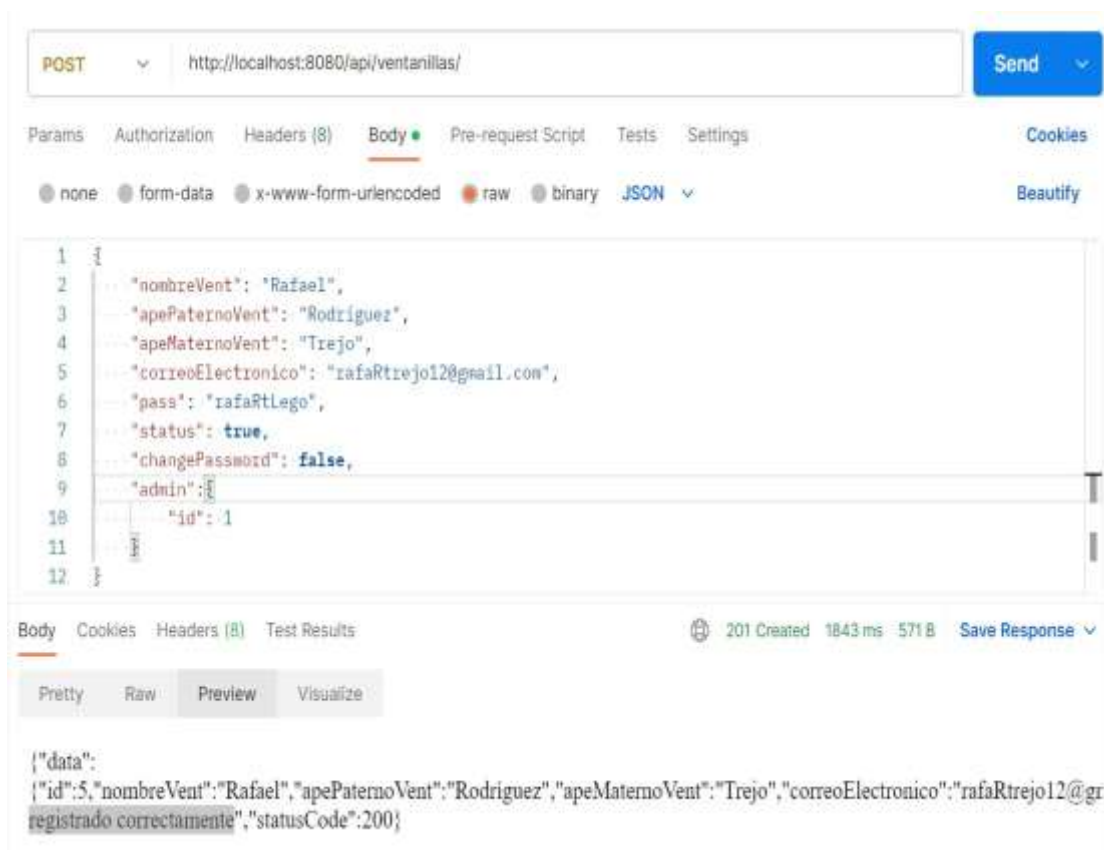 POST http://localhost:8080/api/ventanillas/ Send
Params Authorization Headers (8) Body Pre-request Script Tests Settings Cookies
none form-data x-www-form-urlencoded raw binary JSON Beautify
1 {
2 "nombreVent": "Rafael",
3 "apePaternoVent": "Rodriguez",
4 "apeMaternoVent": "Trejo",
5 "correoElectronico": "rafaRtrejo12@gmail.com",
6 "pass": "rafaRtLego",
7 "status": true,
8 "changePassword": false,
9 "admin":{
10 "id": 1
11 }
12 }
Body Cookies Headers (8) Test Results 201 Created 1843 ms 571 B Save Response
Pretty Raw Preview Visualize
{"data":
{"id":5,"nombreVent":"Rafael","apePaternoVent":"Rodriguez","apeMaternoVent":"Trejo","correoElectronico":"rafaRtrejo12@g
registrado correctamente","statusCode":200}